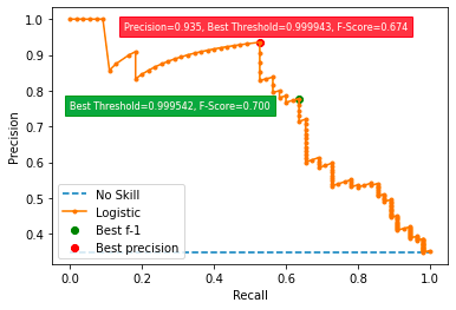 Precision=0.935, Best Threshold=0.999943, F-Score=0.674
Best Threshold=0.999542, F-Score=0.700
1.0
0.9
0.8
0.7
0.6
0.5
0.4
Precision
No Skill
Logistic
Best f-1
Best precision
0.0 0.2 0.4 0.6 0.8 1.0
Recall